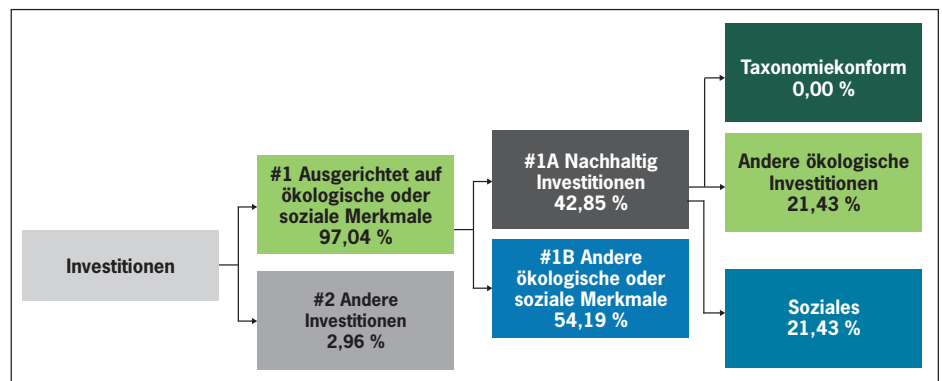 Investitionen
#1 Ausgerichtet auf
ökologische oder
soziale Merkmale
97,04 %
#2 Andere
Investitionen
2,96 %
#1A Nachhaltig
Investitionen
42,85 %
#1B Andere
ökologische oder
soziale Merkmale
54,19 %
Taxonomiekonform
0,00 %
Andere ökologische
Investitionen
21,43 %
Soziales
21,43 %